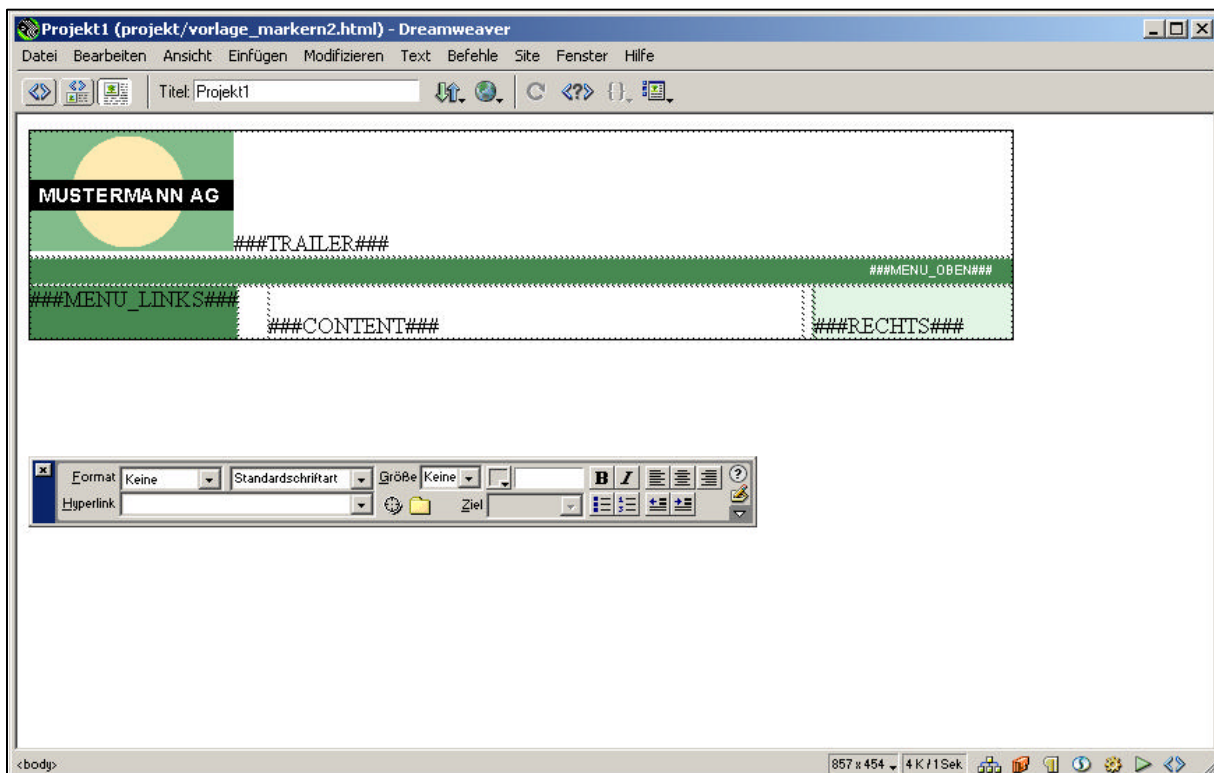 Projekt1 (projekt/vorlage_markern2.html) - Dreamweaver
Datei Bearbeiten Ansicht Einfügen Modifizieren Text Befehle Site Fenster Hilfe
Titel: Projekt1
MUSTERMANN AG
###TRAILER###
###MENU_OBEN###
###MENU_LINKS###
###CONTENT### ###RECHTS###
Format Keine Standardschriftart Größe Keine B I
Hyperlink Ziel
<body> 857 x 454 4 K / 1 Sek